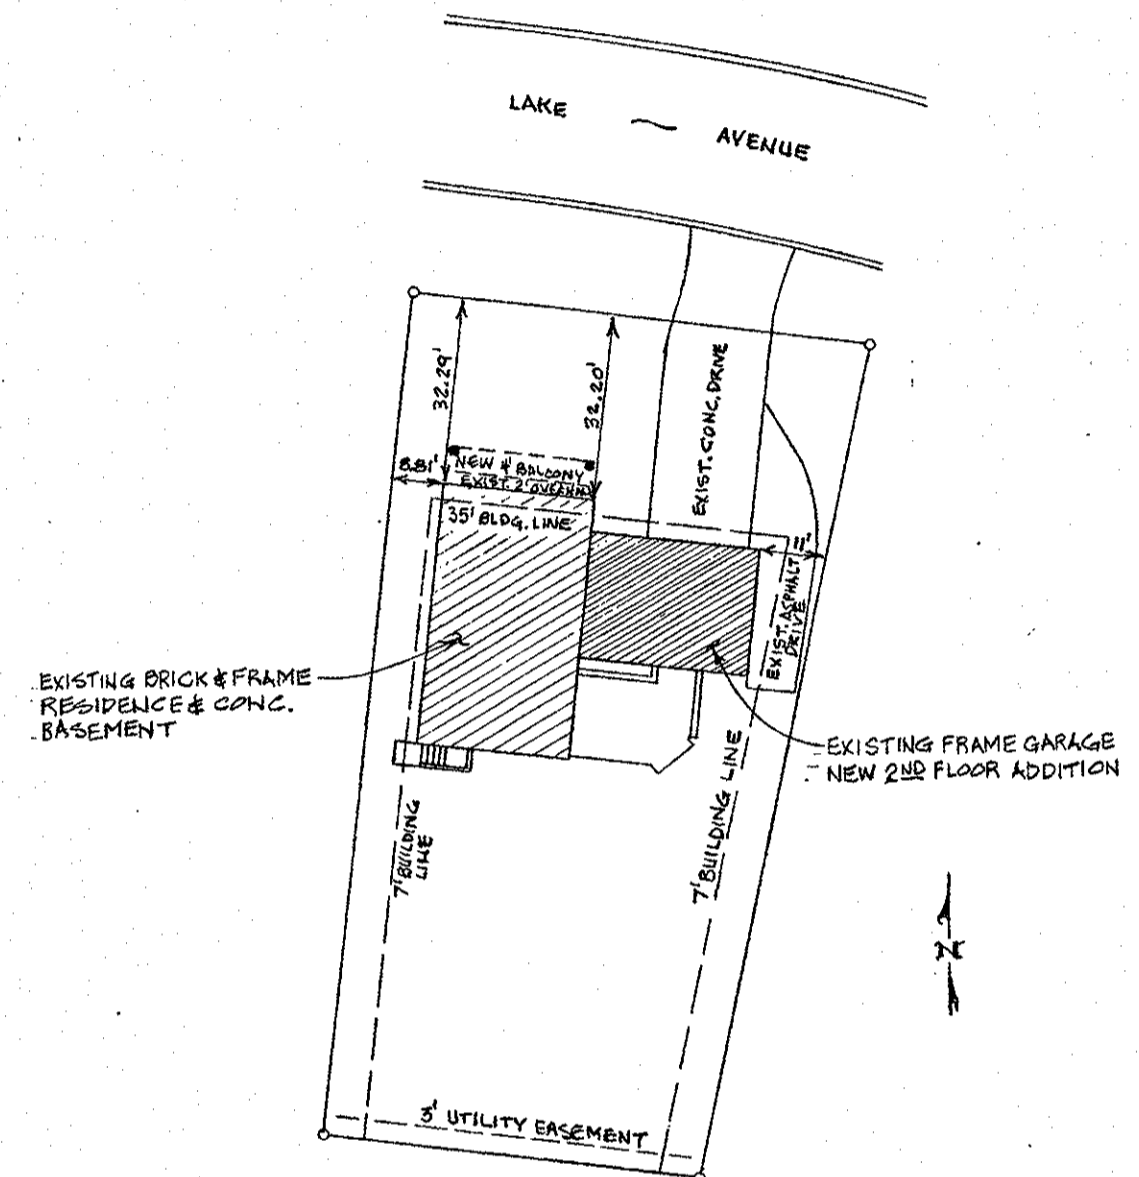 LAKE ~ AVENUE
32.29'
32.20'
EXIST. CONC. DRIVE
8.81'
NEW 4' BALCONY
EXIST. 2' OVERHANG
35' BLDG. LINE
11'
EXIST. ASPHALT
DRIVE
EXISTING BRICK & FRAME
RESIDENCE & CONC.
BASEMENT
EXISTING FRAME GARAGE
NEW 2ND FLOOR ADDITION
7' BUILDING
LINE
7' BUILDING LINE
N
3' UTILITY EASEMENT